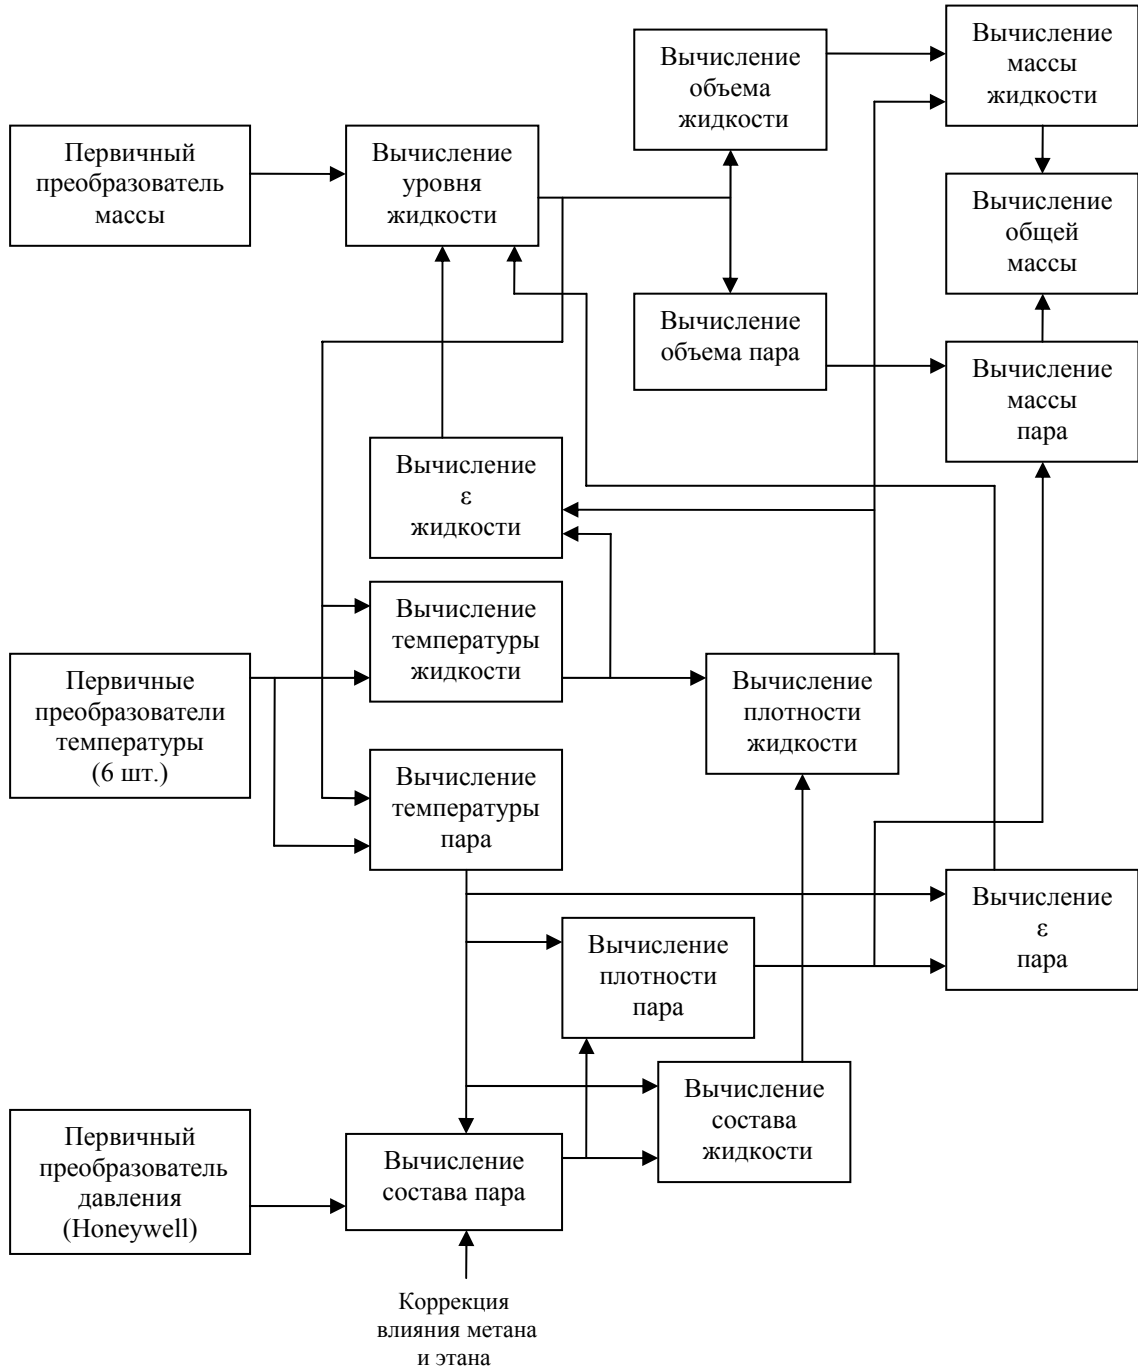 Вычисление
массы
жидкости
Вычисление
объема
жидкости
Первичный
преобразователь
массы
Вычисление
уровня
жидкости
Вычисление
общей
массы
Вычисление
объема пара
Вычисление
массы
пара
Вычисление
ε
жидкости
Вычисление
температуры
жидкости
Первичные
преобразователи
температуры
(6 шт.)
Вычисление
плотности
жидкости
Вычисление
температуры
пара
Вычисление
ε
пара
Вычисление
плотности
пара
Вычисление
состава
жидкости
Первичный
преобразователь
давления
(Honeywell)
Вычисление
состава пара
Коррекция
влияния метана
и этана